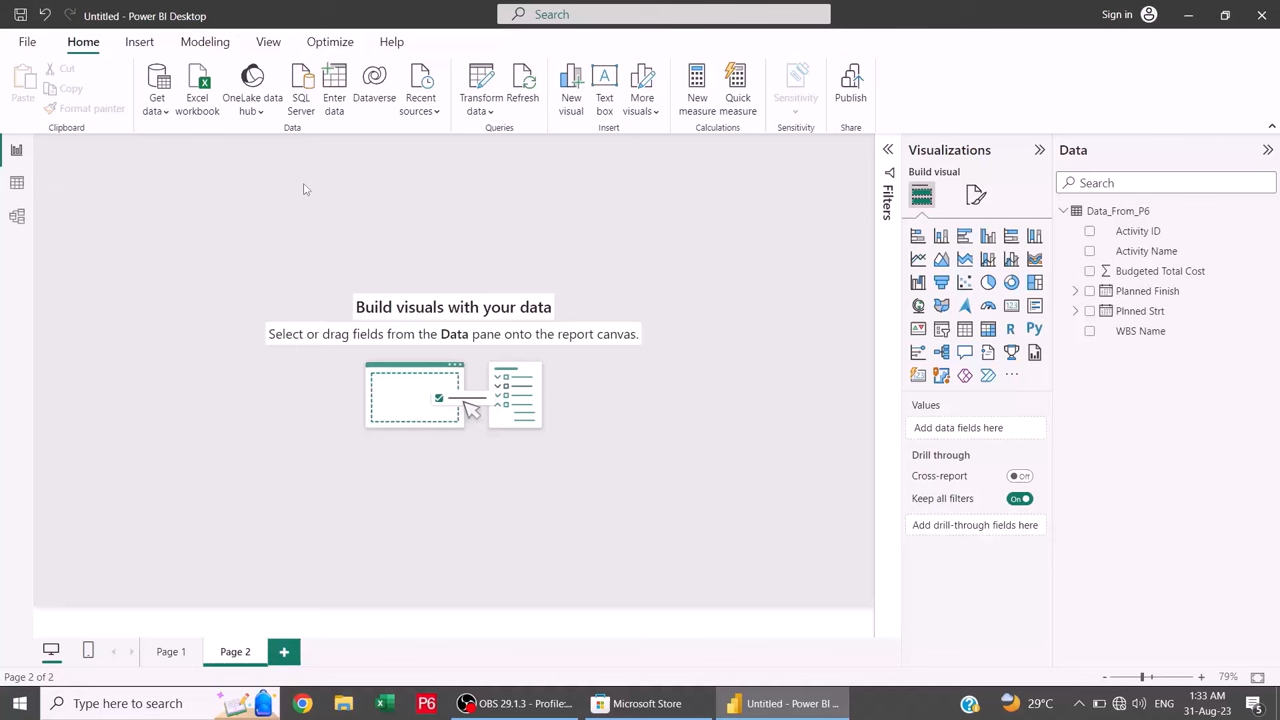 Untitled - Power BI Desktop
Search
Sign in
File
Home
Insert
Modeling
View
Optimize
Help
Paste
Cut
Copy
Format painter
Clipboard
Get data
Excel workbook
OneLake data hub
SQL Server
Enter data
Dataverse
Recent sources
Data
Transform data
Refresh
Queries
New visual
Text box
More visuals
Insert
New measure
Quick measure
Calculations
Sensitivity
Sensitivity
Publish
Share
Build visuals with your data
Select or drag fields from the Data pane onto the report canvas.
Filters
Visualizations
Build visual
Values
Add data fields here
Drill through
Cross-report
Off
Keep all filters
On
Add drill-through fields here
Data
Search
Data_From_P6
Activity ID
Activity Name
Budgeted Total Cost
Planned Finish
Plnned Strt
WBS Name
Page 1
Page 2
Page 2 of 2
79%
Type here to search
OBS 29.1.3 - Profile:...
Microsoft Store
Untitled - Power BI ...
29°C
1:33 AM
31-Aug-23